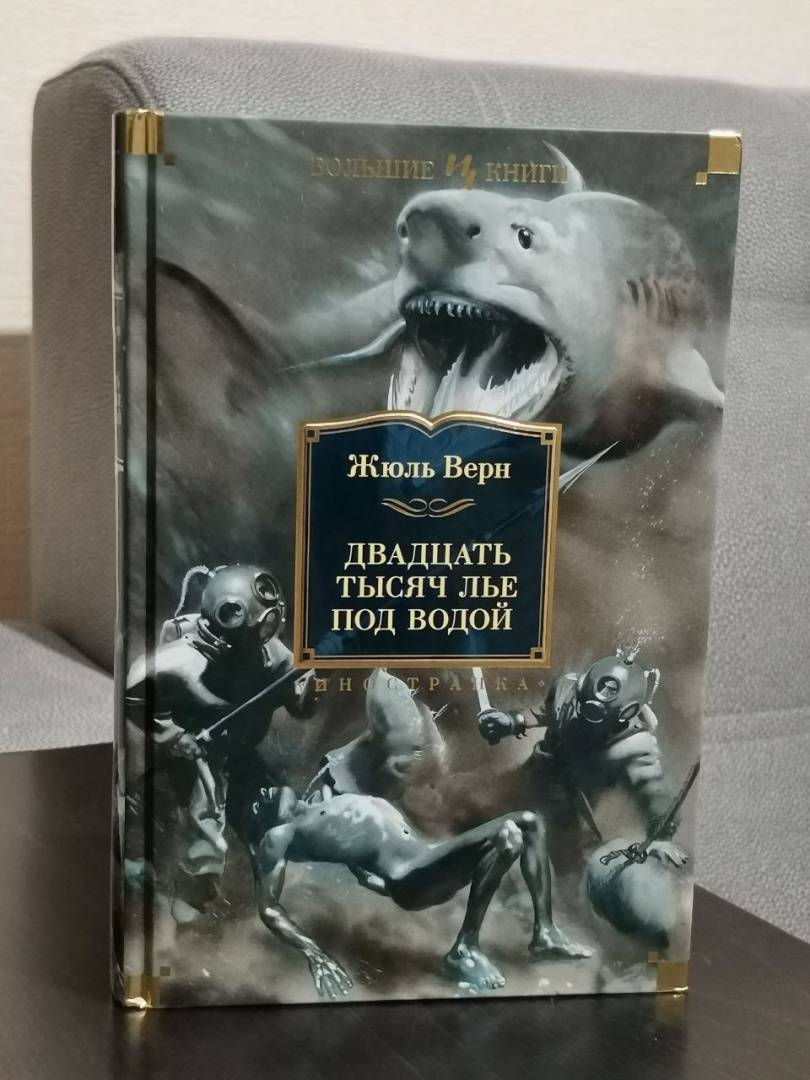 БОЛЬШИЕ И КНИГИ
Жюль Верн
ДВАДЦАТЬ
ТЫСЯЧ ЛЬЕ
ПОД ВОДОЙ
«ИНОСТРАНКА»